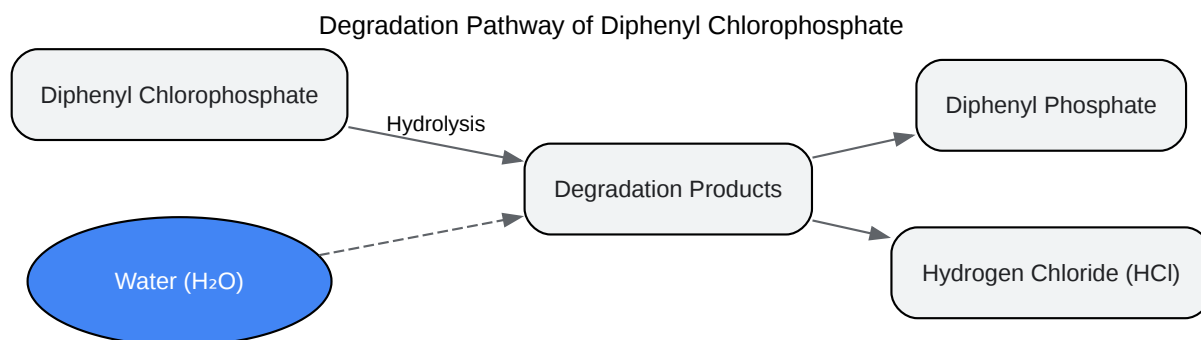 Degradation Pathway of Diphenyl Chlorophosphate
Diphenyl Chlorophosphate
Hydrolysis
Water (H₂O)
Degradation Products
Diphenyl Phosphate
Hydrogen Chloride (HCl)